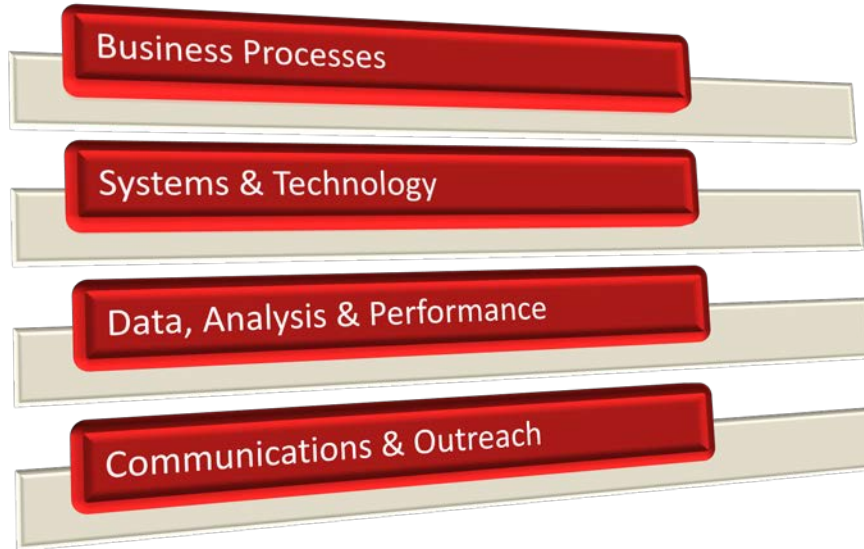 Business Processes
Systems & Technology
Data, Analysis & Performance
Communications & Outreach